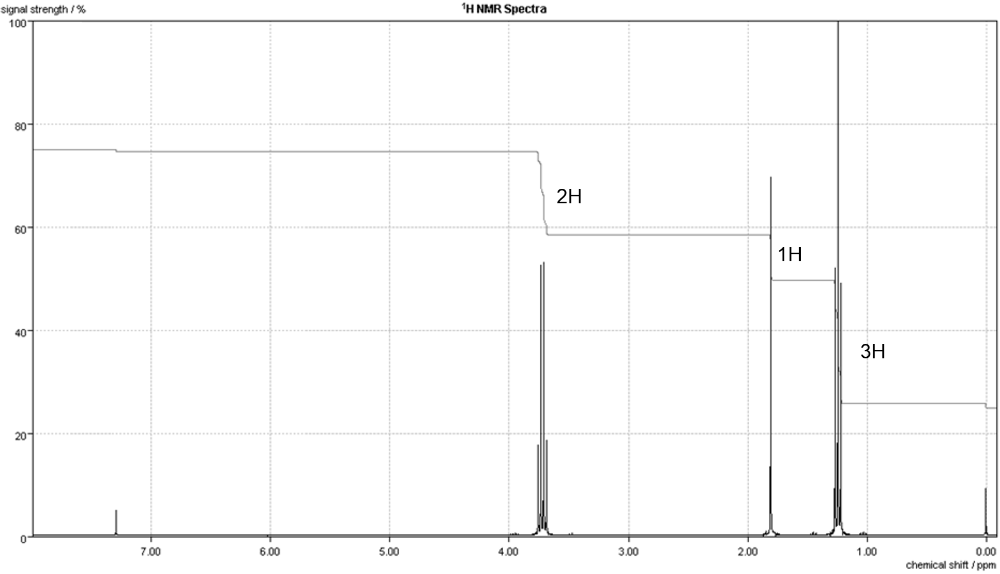 signal strength / %
¹H NMR Spectra
100
80
60
40
20
0
2H
1H
3H
7.00 6.00 5.00 4.00 3.00 2.00 1.00 0.00
chemical shift / ppm